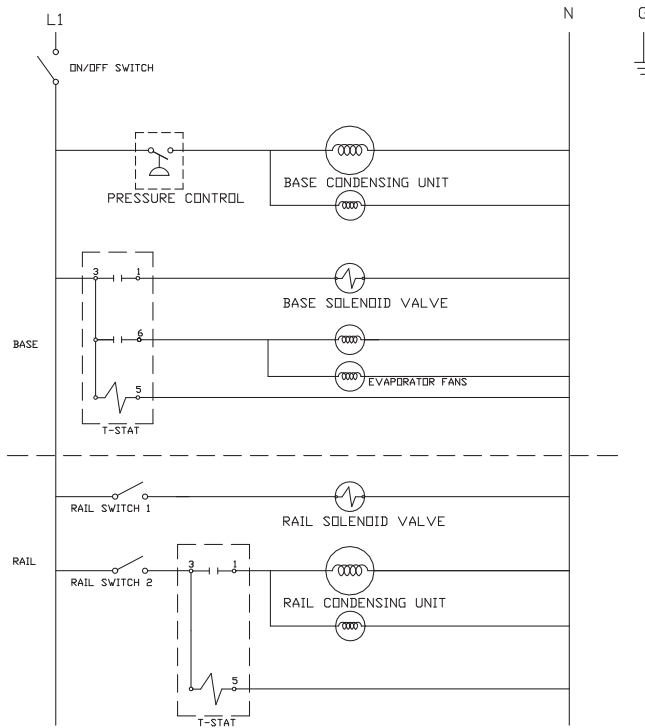 L1
N
G
ON/OFF SWITCH
PRESSURE CONTROL
BASE CONDENSING UNIT
3
1
BASE SOLENOID VALVE
BASE
6
EVAPORATOR FANS
5
T-STAT
RAIL SWITCH 1
RAIL SOLENOID VALVE
RAIL
3
1
RAIL SWITCH 2
RAIL CONDENSING UNIT
5
T-STAT